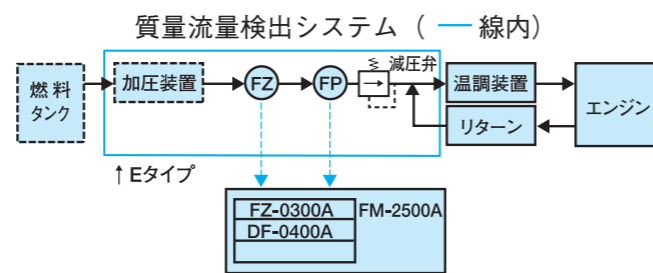 質量流量検出システム（ ― 線内）
燃料
タンク
加圧装置
FZ
FP
減圧弁
温調装置
リターン
エンジン
↑Eタイプ
FZ-0300A
FM-2500A
DF-0400A